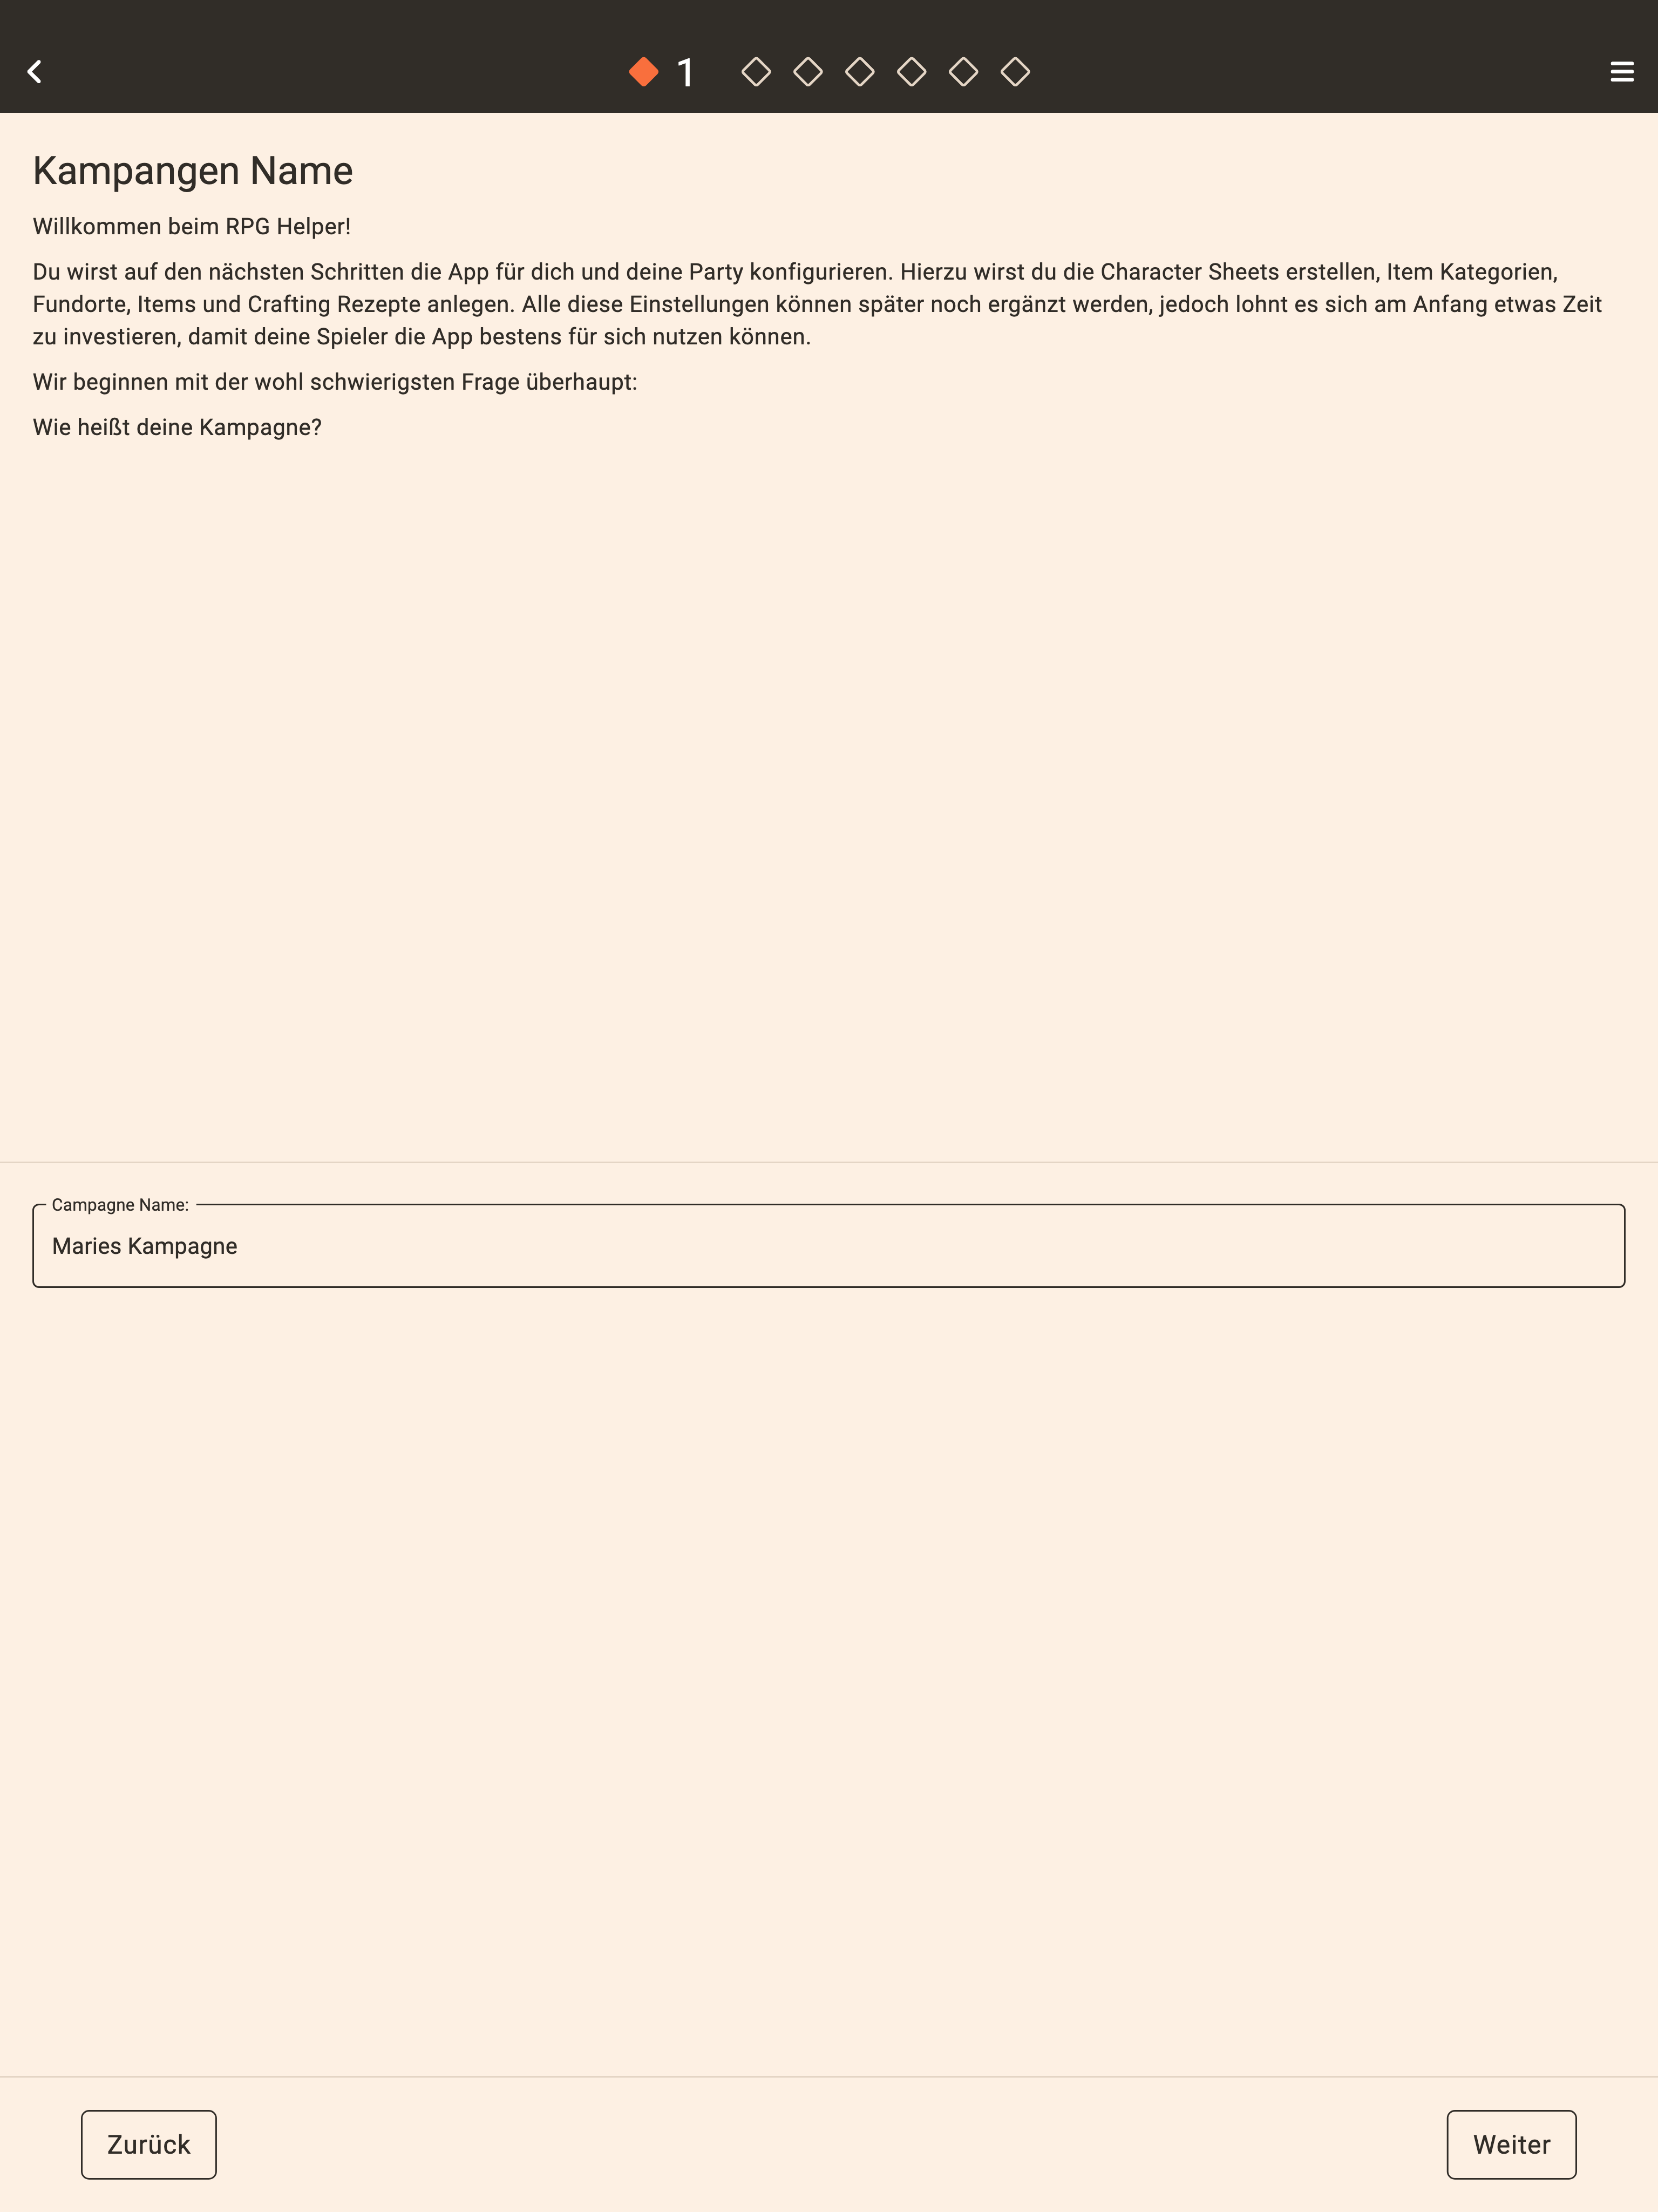 1
Kampangen Name
Willkommen beim RPG Helper!
Du wirst auf den nächsten Schritten die App für dich und deine Party konfigurieren. Hierzu wirst du die Character Sheets erstellen, Item Kategorien,
Fundorte, Items und Crafting Rezepte anlegen. Alle diese Einstellungen können später noch ergänzt werden, jedoch lohnt es sich am Anfang etwas Zeit
zu investieren, damit deine Spieler die App bestens für sich nutzen können.
Wir beginnen mit der wohl schwierigsten Frage überhaupt:
Wie heißt deine Kampagne?
Campagne Name:
Maries Kampagne
Zurück
Weiter